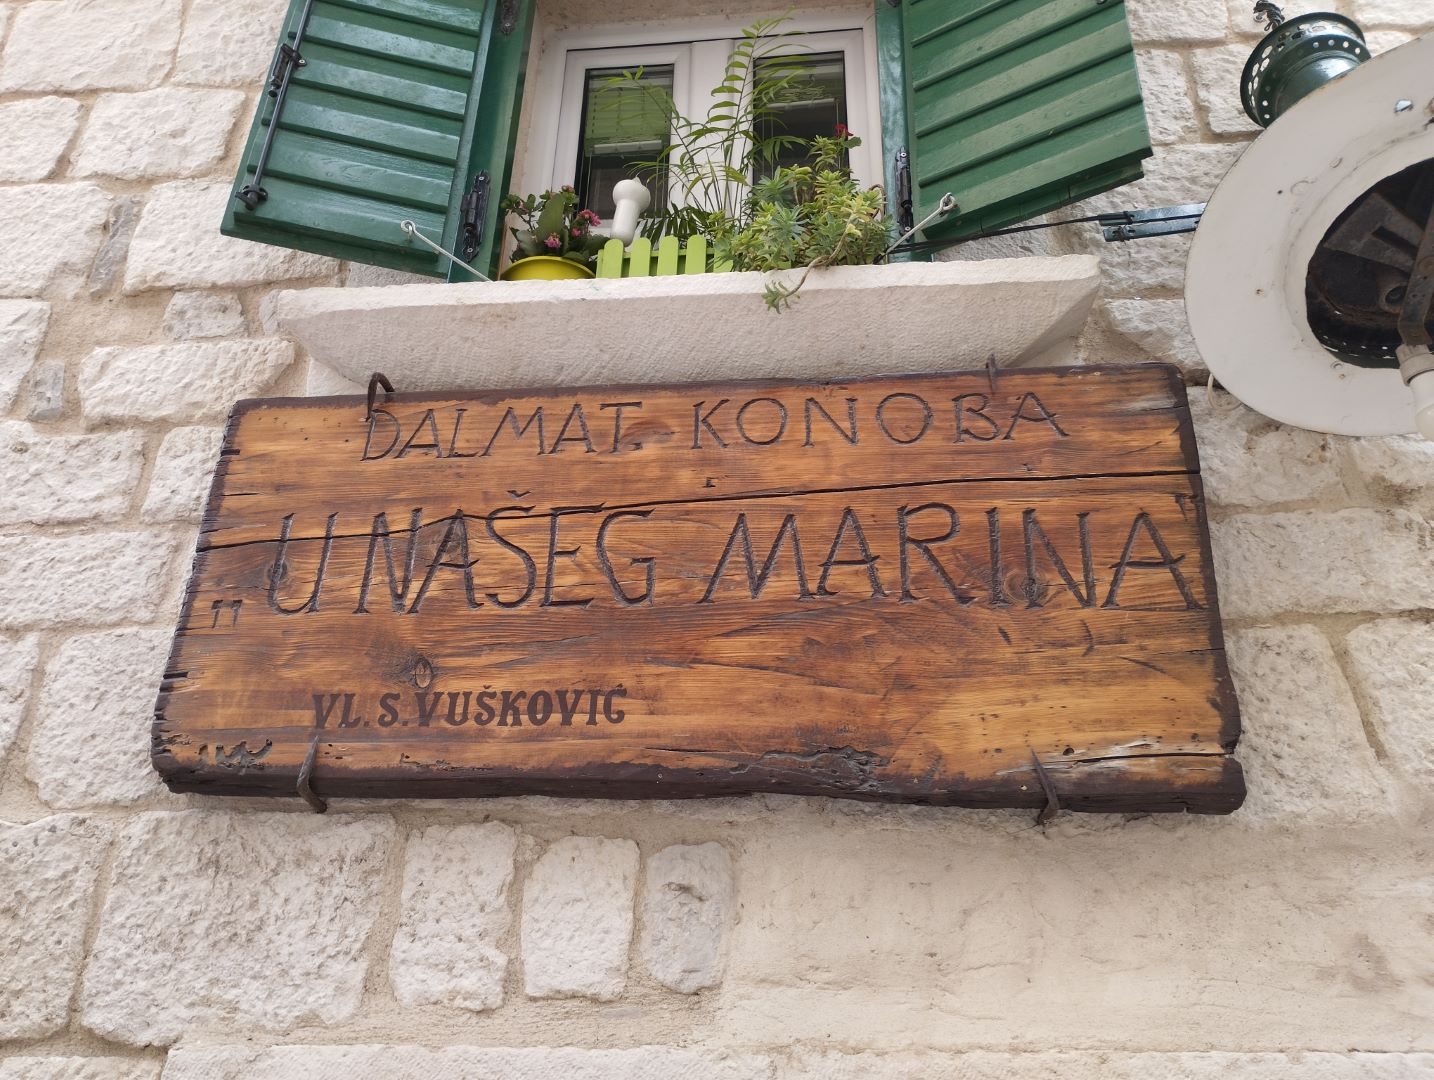 DALMAT. KONOBA
"U NAŠEG MARINA"
VL. S. VUŠKOVIĆ